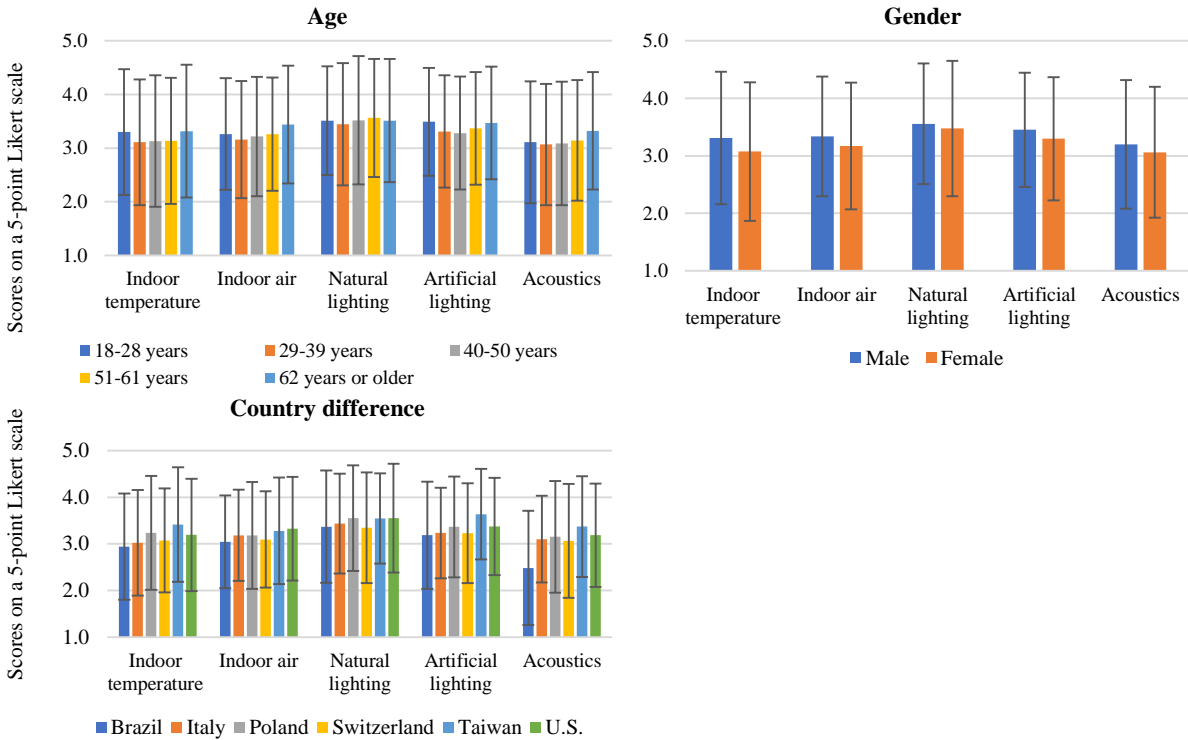 Age
Scores on a 5-point Likert scale
5.0
4.0
3.0
2.0
1.0
Indoor temperature
Indoor air
Natural lighting
Artificial lighting
Acoustics
18-28 years
29-39 years
40-50 years
51-61 years
62 years or older
Gender
5.0
4.0
3.0
2.0
1.0
Indoor temperature
Indoor air
Natural lighting
Artificial lighting
Acoustics
Male
Female
Country difference
Scores on a 5-point Likert scale
5.0
4.0
3.0
2.0
1.0
Indoor temperature
Indoor air
Natural lighting
Artificial lighting
Acoustics
Brazil
Italy
Poland
Switzerland
Taiwan
U.S.